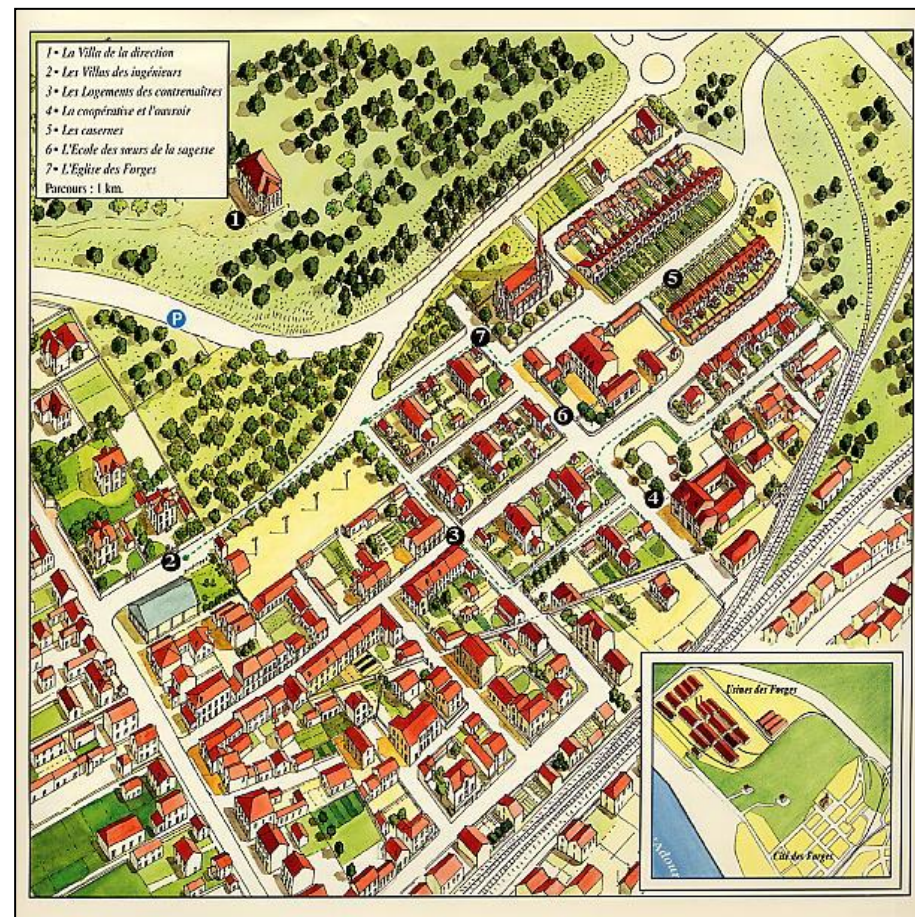 1 • La Villa de la direction
2 • Les Villas des ingénieurs
3 • Les Logements des contremaîtres
4 • La coopérative et l'ouvroir
5 • Les casernes
6 • L'Ecole des sœurs de la sagesse
7 • L'Eglise des Forges
Parcours : 1 km.
1
P
5
7
6
4
3
2
Usines des Forges
Adour
Cité des Forges